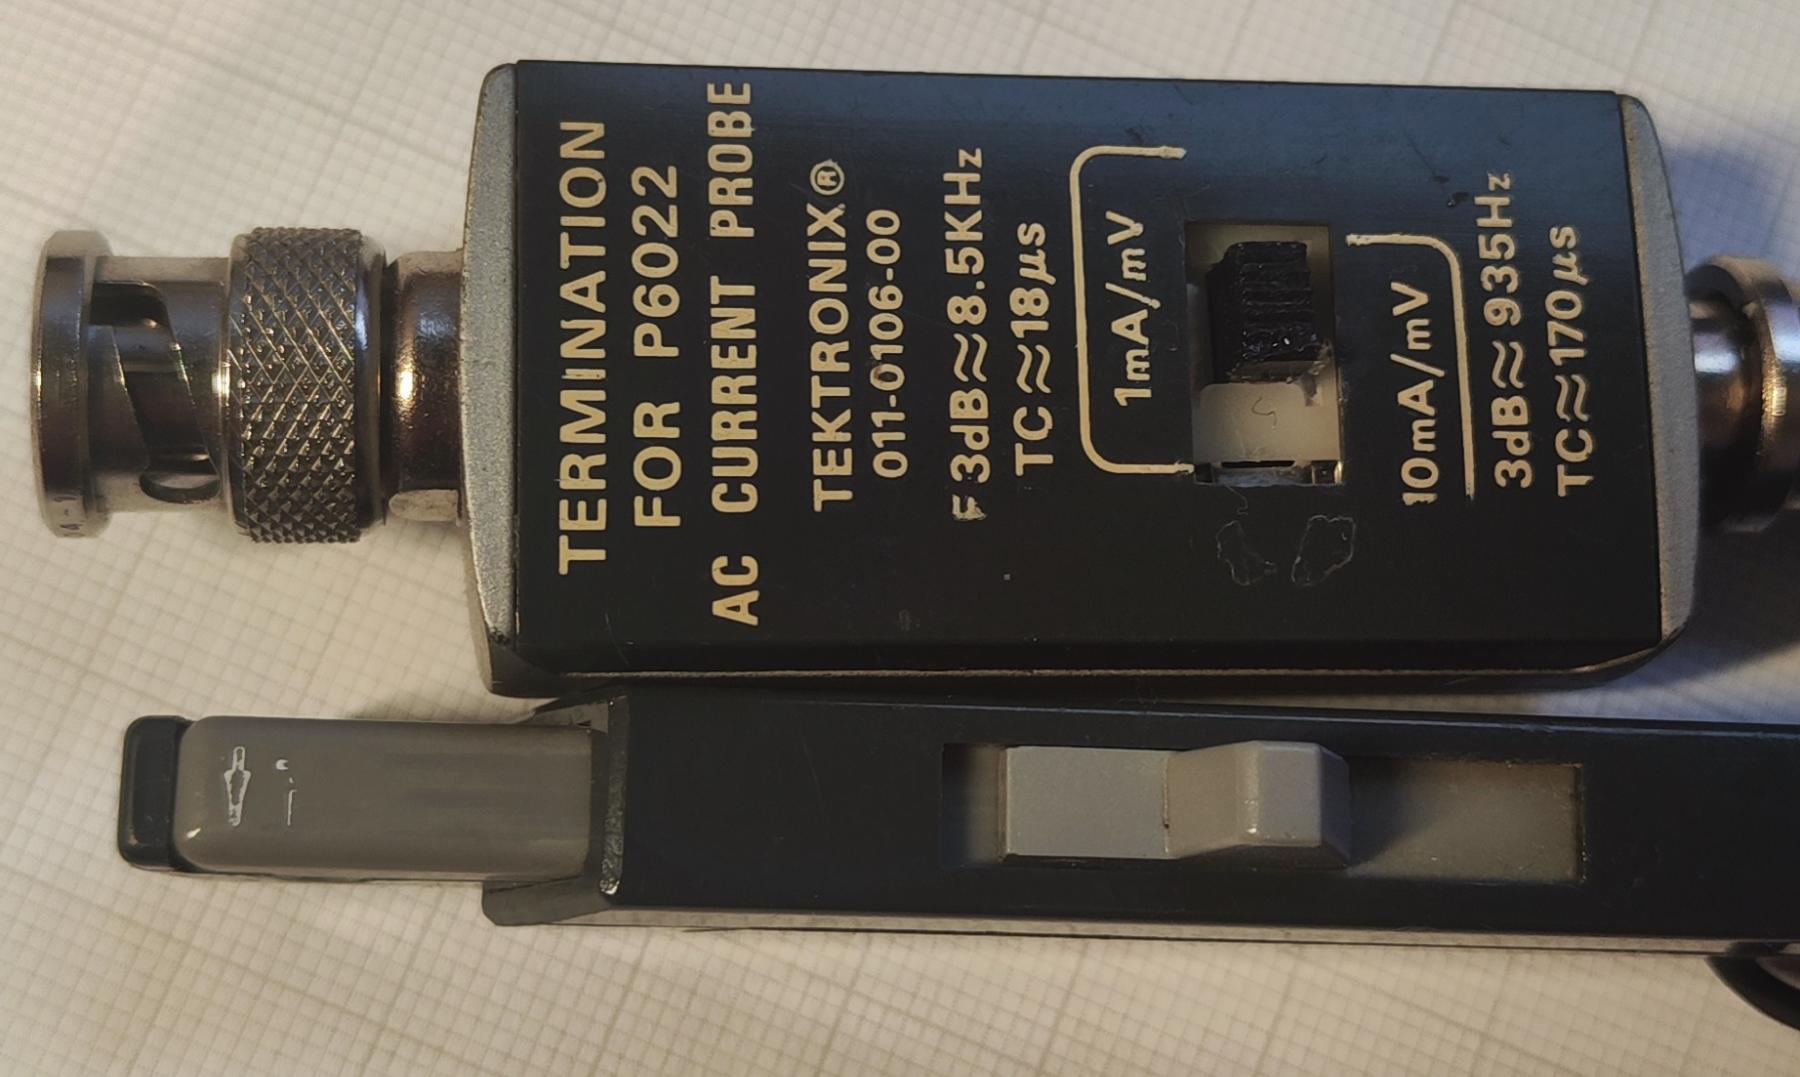 TERMINATION
FOR P6022
AC CURRENT PROBE
TEKTRONIX®
011-0106-00
F 3dB≈8.5KHz
TC≈18μs
1mA/mV
10mA/mV
3dB≈935Hz
TC≈170μs